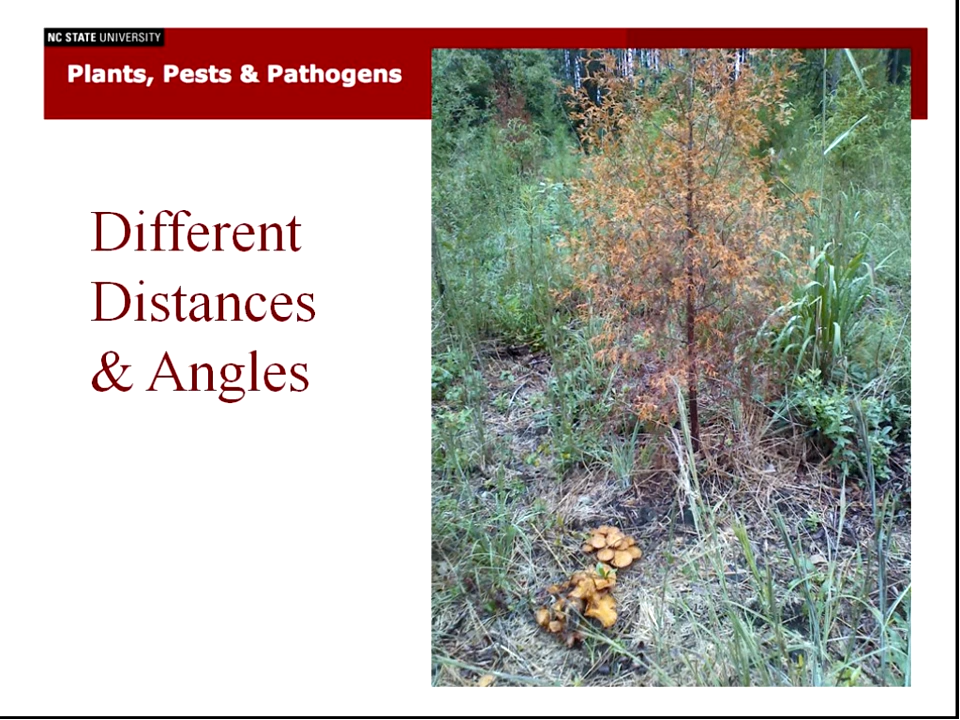 NC STATE UNIVERSITY
Plants, Pests & Pathogens
Different
Distances
& Angles